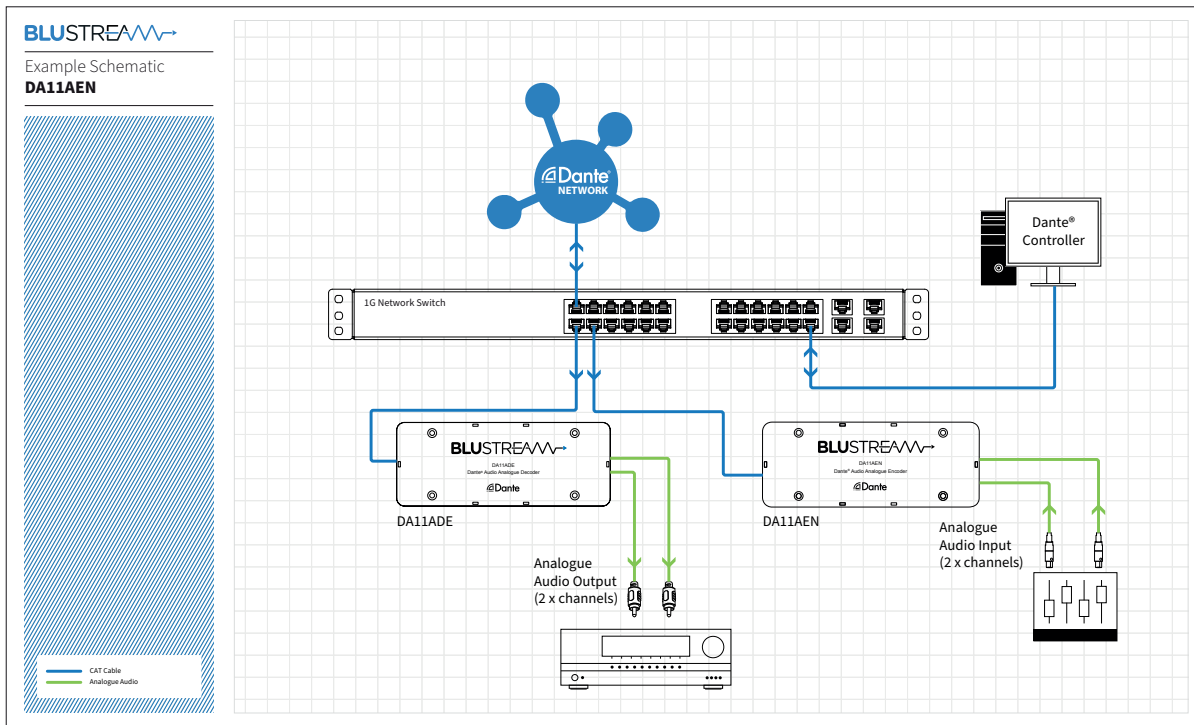 BLUSTREAM
Example Schematic
DA11AEN
Dante®
NETWORK
Dante®
Controller
1G Network Switch
BLUSTREAM
DA11ADE
Dante® Audio Analogue Decoder
Dante
DA11ADE
BLUSTREAM
DA11AEN
Dante® Audio Analogue Encoder
Dante
DA11AEN
Analogue
Audio Output
(2 x channels)
Analogue
Audio Input
(2 x channels)
CAT Cable
Analogue Audio